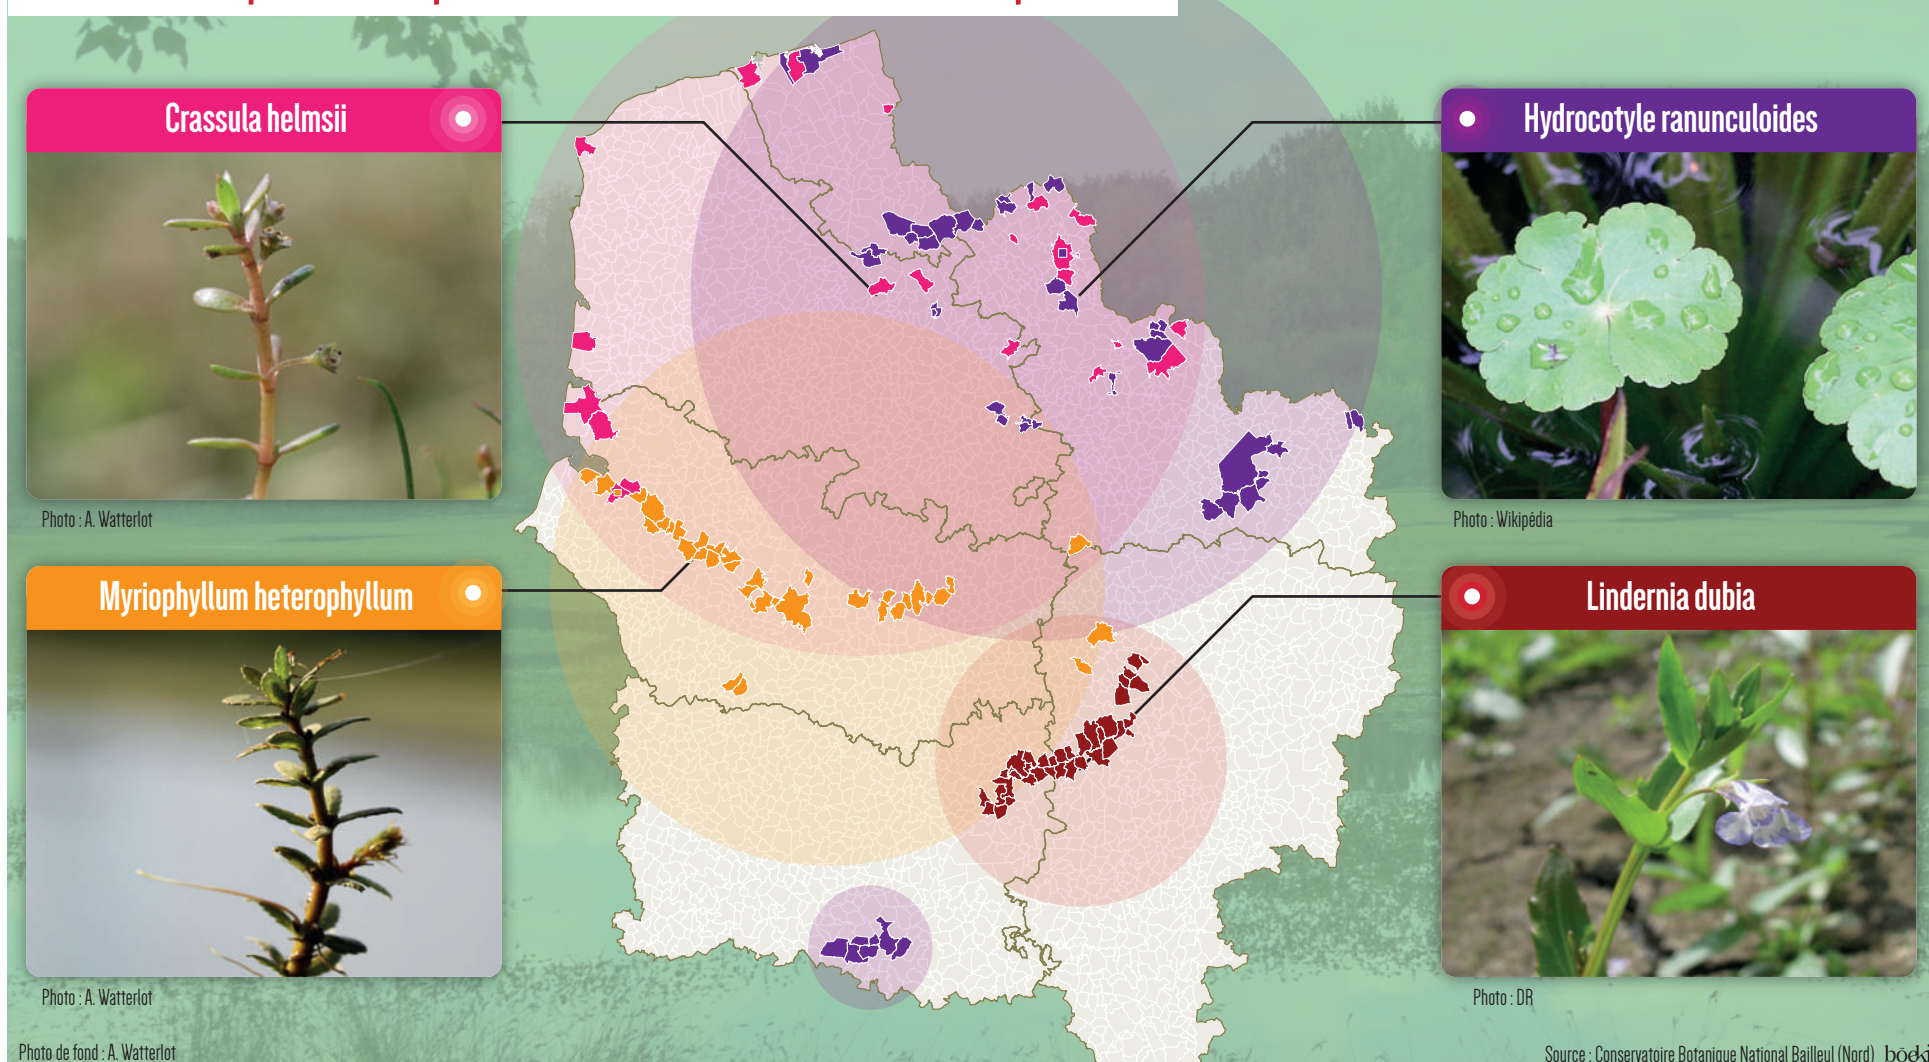 Crassula helmsii
Hydrocotyle ranunculoides
Photo : A. Watterlot
Photo : Wikipédia
Myriophyllum heterophyllum
Lindernia dubia
Photo : A. Watterlot
Photo : DR
Photo de fond : A. Watterlot
Source : Conservatoire Botanique National Bailleul (Nord)